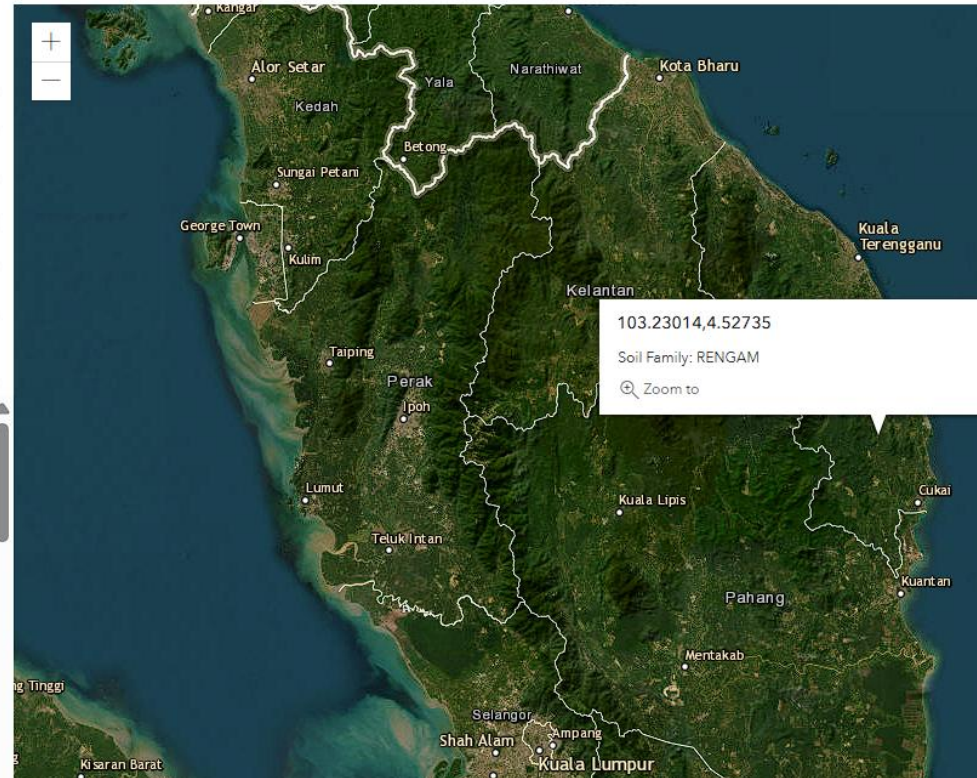 Kangar
+
−
Alor Setar
Yala
Narathiwat
Kota Bharu
Kedah
Betong
Sungai Petani
George Town
Kulim
Kuala
Terengganu
Kelantan
103.23014,4.52735
Soil Family: RENGAM
Zoom to
Taiping
Perak
Ipoh
Lumut
Kuala Lipis
Cukai
Teluk Intan
Kuantan
Pahang
Mentakab
g Tinggi
Selangor
Shah Alam
Ampang
Kuala Lumpur
Kisaran Barat